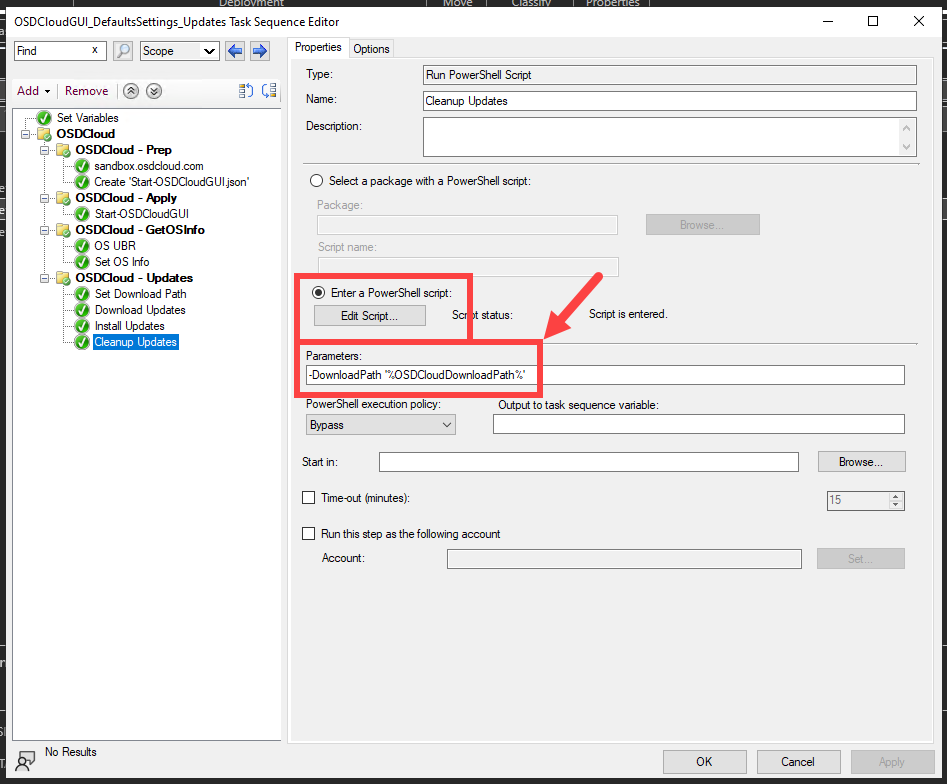 Deployment Move Classify Properties
OSDCloudGUI_DefaultsSettings_Updates Task Sequence Editor
Find x Scope
Add Remove
Set Variables
OSDCloud
OSDCloud - Prep
sandbox.osdcloud.com
Create 'Start-OSDCloudGUI.json'
OSDCloud - Apply
Start-OSDCloudGUI
OSDCloud - GetOSInfo
OS UBR
Set OS Info
OSDCloud - Updates
Set Download Path
Download Updates
Install Updates
Cleanup Updates
No Results
Properties Options
Type: Run PowerShell Script
Name: Cleanup Updates
Description:
Select a package with a PowerShell script:
Package:
Browse...
Script name:
Enter a PowerShell script:
Edit Script... Script status: Script is entered.
Parameters:
-DownloadPath '%OSDCloudDownloadPath%'
PowerShell execution policy: Output to task sequence variable:
Bypass
Start in: Browse...
Time-out (minutes): 15
Run this step as the following account
Account: Set...
OK Cancel Apply